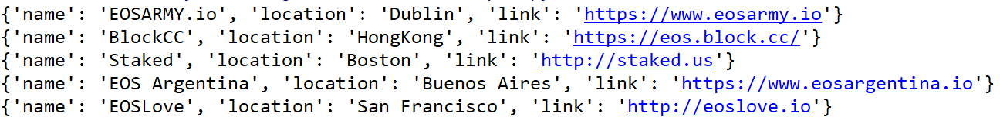 {'name': 'EOSARMY.io', 'location': 'Dublin', 'link': 'https://www.eosarmy.io'}
{'name': 'BlockCC', 'location': 'HongKong', 'link': 'https://eos.block.cc/'}
{'name': 'Staked', 'location': 'Boston', 'link': 'http://staked.us'}
{'name': 'EOS Argentina', 'location': 'Buenos Aires', 'link': 'https://www.eosargentina.io'}
{'name': 'EOSLove', 'location': 'San Francisco', 'link': 'http://eoslove.io'}